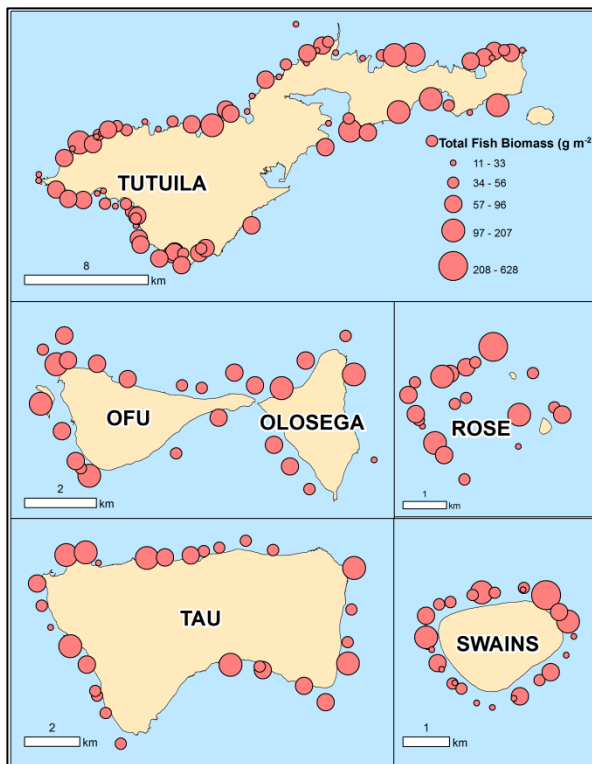 Total Fish Biomass (g m-2
11 - 33
34 - 56
57 - 96
97 - 207
208 - 628
TUTUILA
8
km
OFU
OLOSEGA
2
km
ROSE
1
km
TAU
2
km
SWAINS
1
km